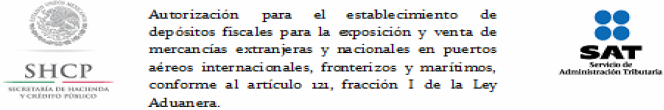 Autorización para el establecimiento de
depósitos fiscales para la exposición y venta de
mercancías extranjeras y nacionales en puertos
aéreos internacionales, fronterizos y marítimos,
conforme al artículo 121, fracción I de la Ley
Aduanera.
SHCP
SECRETARÍA DE HACIENDA
Y CRÉDITO PÚBLICO
SAT
Servicio de
Administración Tributaria